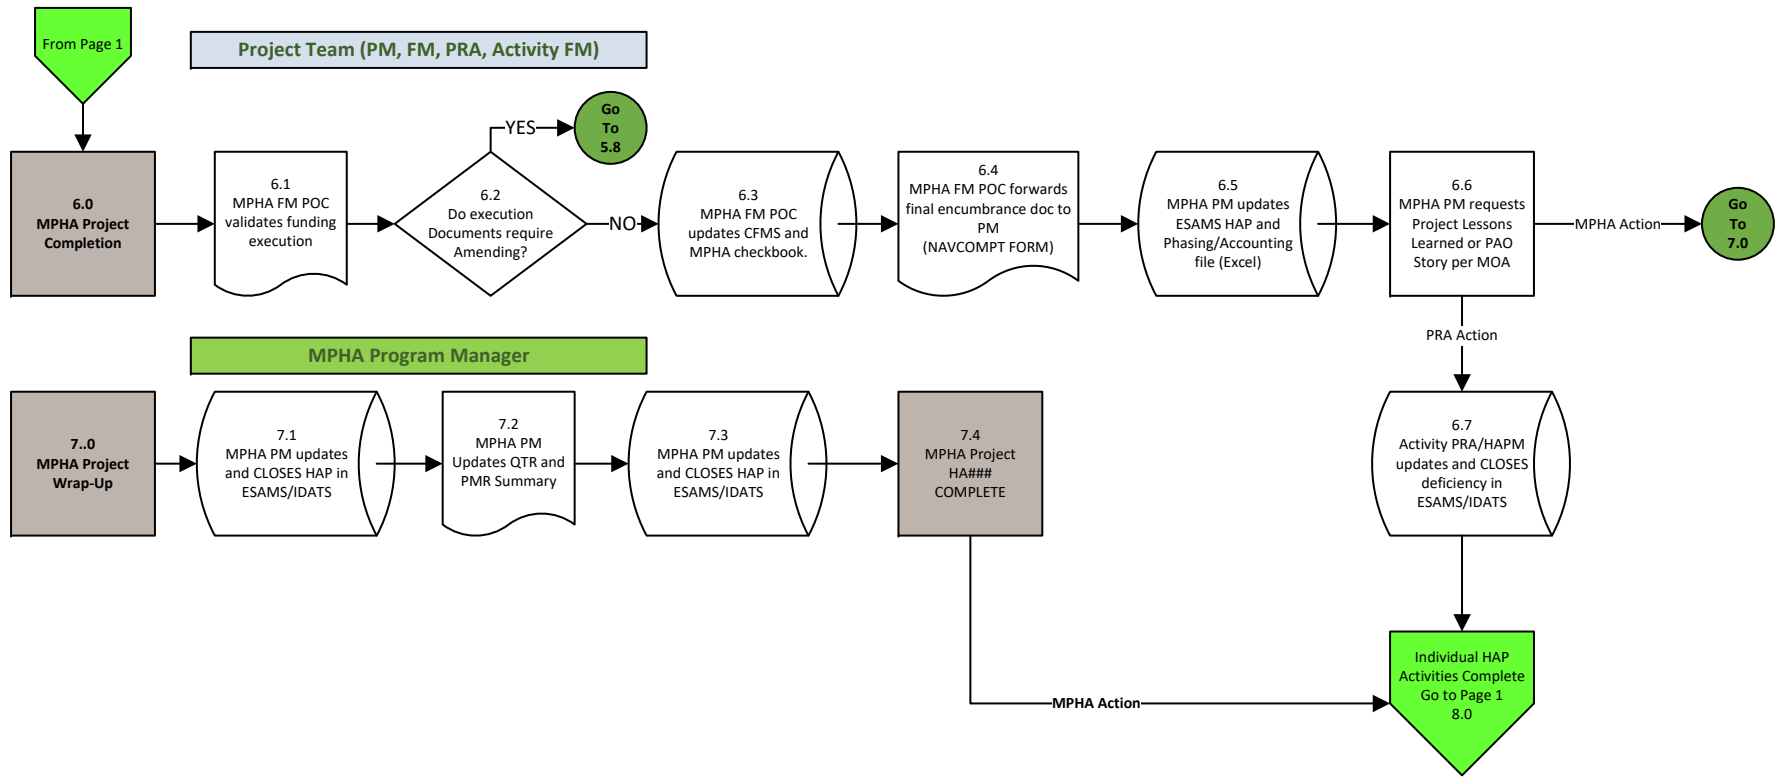 From Page 1
Project Team (PM, FM, PRA, Activity FM)
6.0
MPHA Project
Completion
6.1
MPHA FM POC
validates funding
execution
6.2
Do execution
Documents require
Amending?
YES
Go
To
5.8
NO
6.3
MPHA FM POC
updates CFMS and
MPHA checkbook.
6.4
MPHA FM POC forwards
final encumbrance doc to
PM
(NAVCOMPT FORM)
6.5
MPHA PM updates
ESAMS HAP and
Phasing/Accounting
file (Excel)
6.6
MPHA PM requests
Project Lessons
Learned or PAO
Story per MOA
MPHA Action
Go
To
7.0
PRA Action
MPHA Program Manager
7..0
MPHA Project
Wrap-Up
7.1
MPHA PM updates
and CLOSES HAP in
ESAMS/IDATS
7.2
MPHA PM
Updates QTR and
PMR Summary
7.3
MPHA PM updates
and CLOSES HAP in
ESAMS/IDATS
7.4
MPHA Project
HA###
COMPLETE
6.7
Activity PRA/HAPM
updates and CLOSES
deficiency in
ESAMS/IDATS
MPHA Action
Individual HAP
Activities Complete
Go to Page 1
8.0